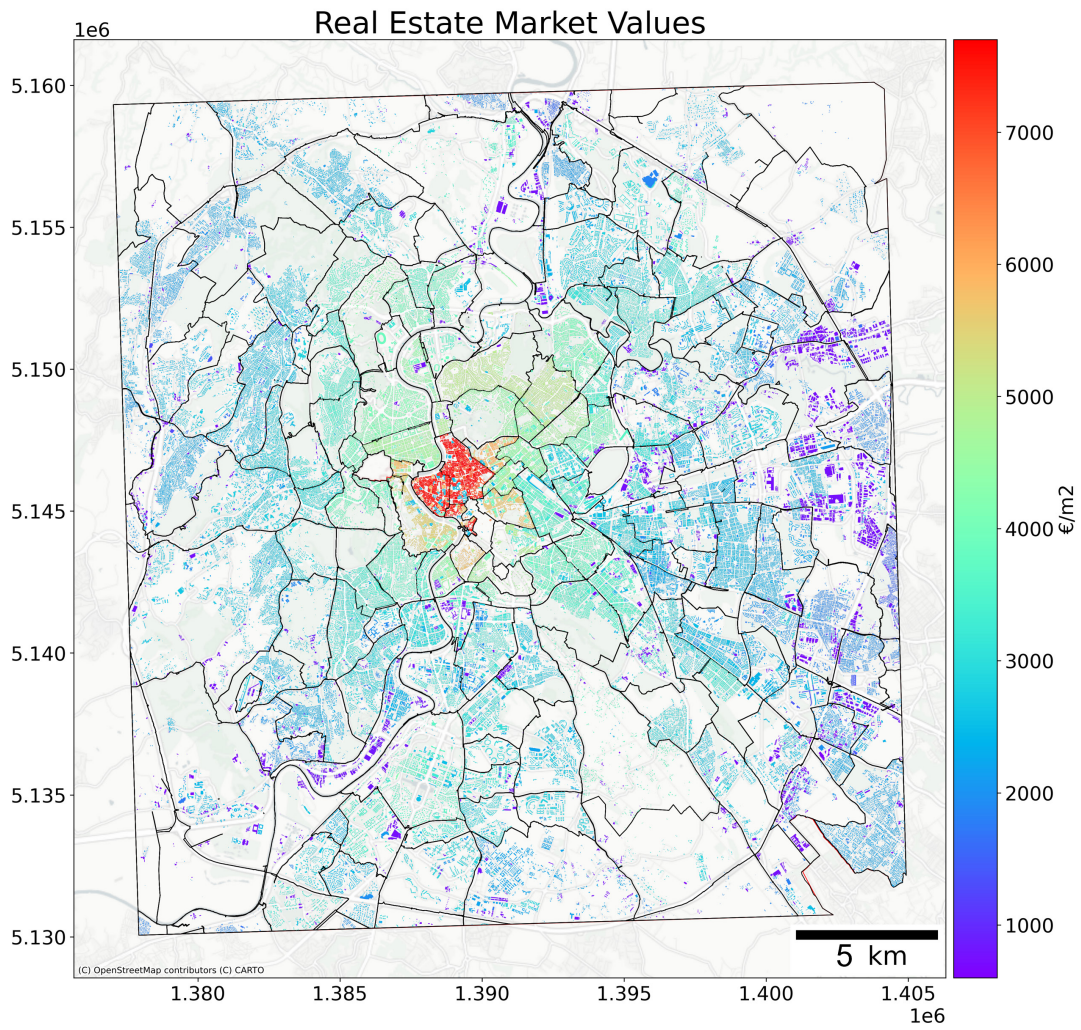 Real Estate Market Values
1e6
5.160
5.155
5.150
5.145
5.140
5.135
5.130
1.380 1.385 1.390 1.395 1.400 1.405
1e6
7000
6000
5000
4000
3000
2000
1000
€/m2
5 km
(C) OpenStreetMap contributors (C) CARTO